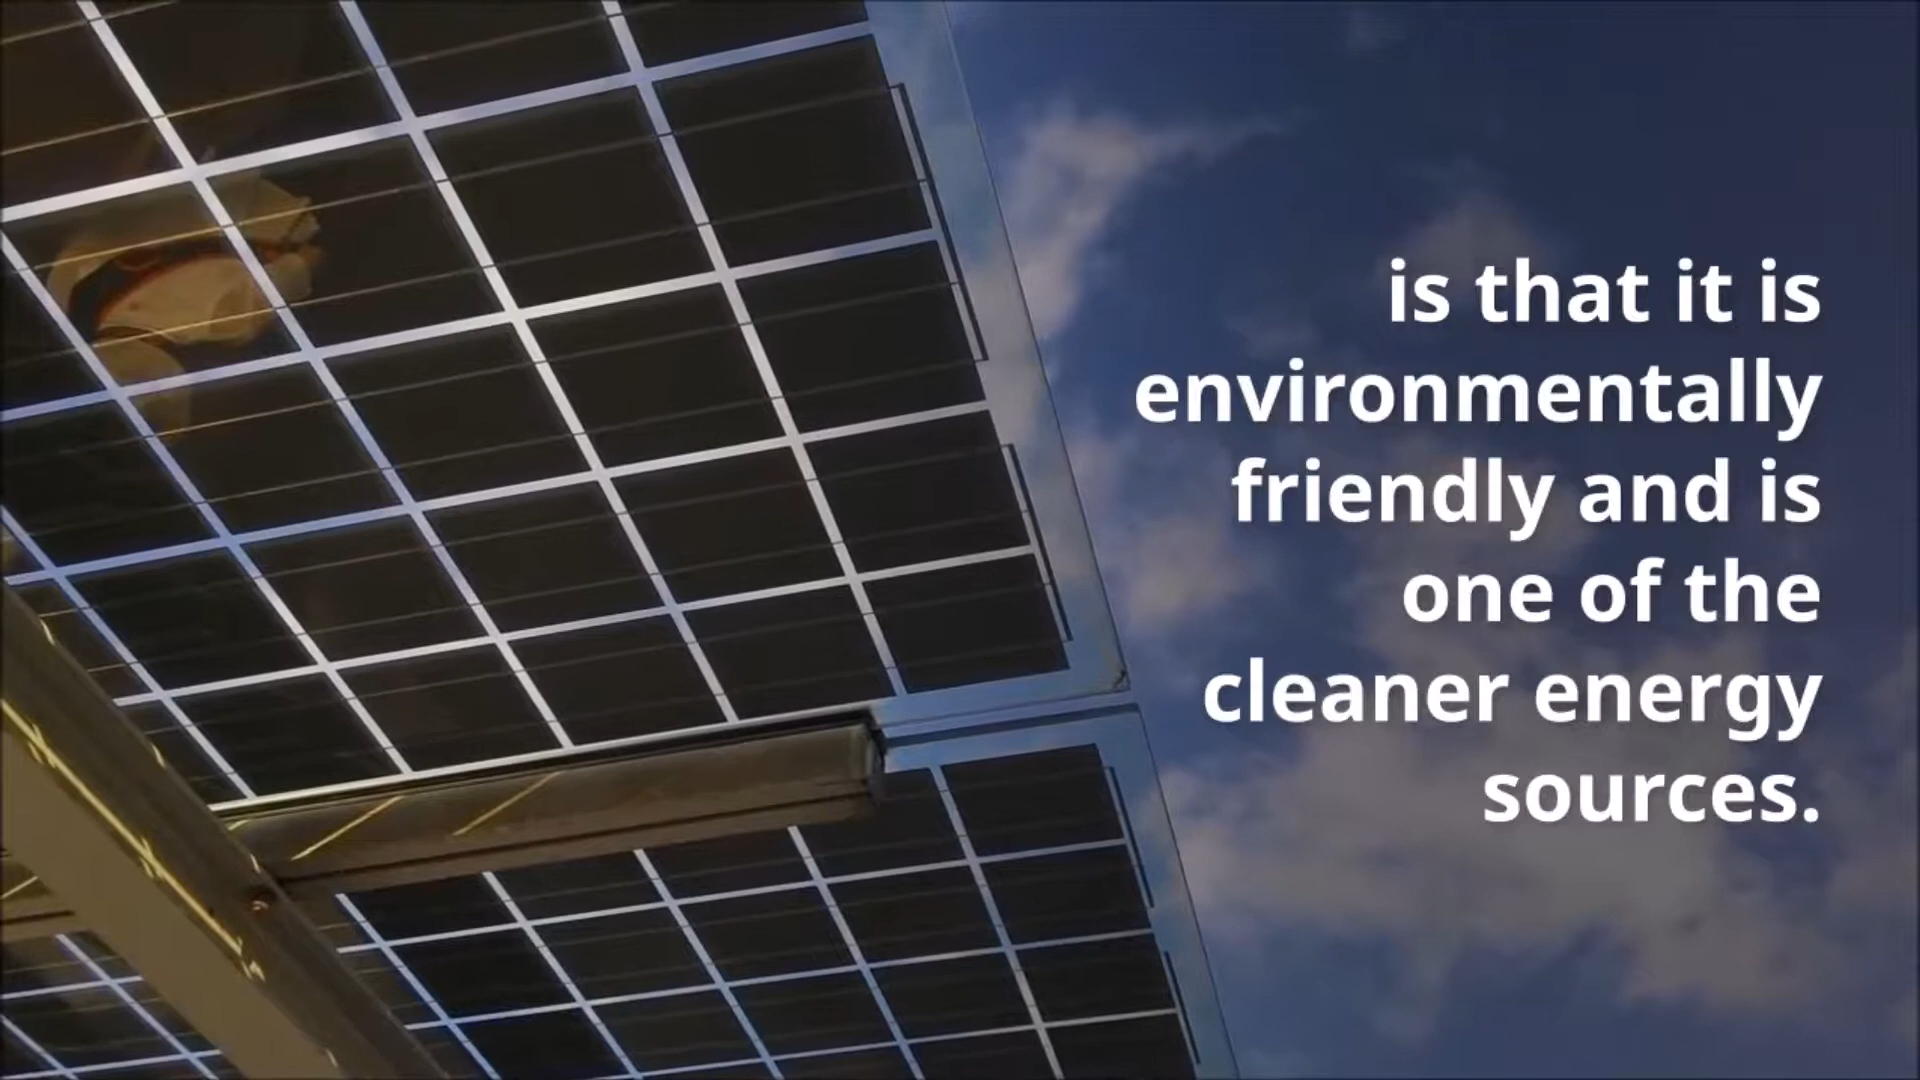 is that it is
environmentally
friendly and is
one of the
cleaner energy
sources.